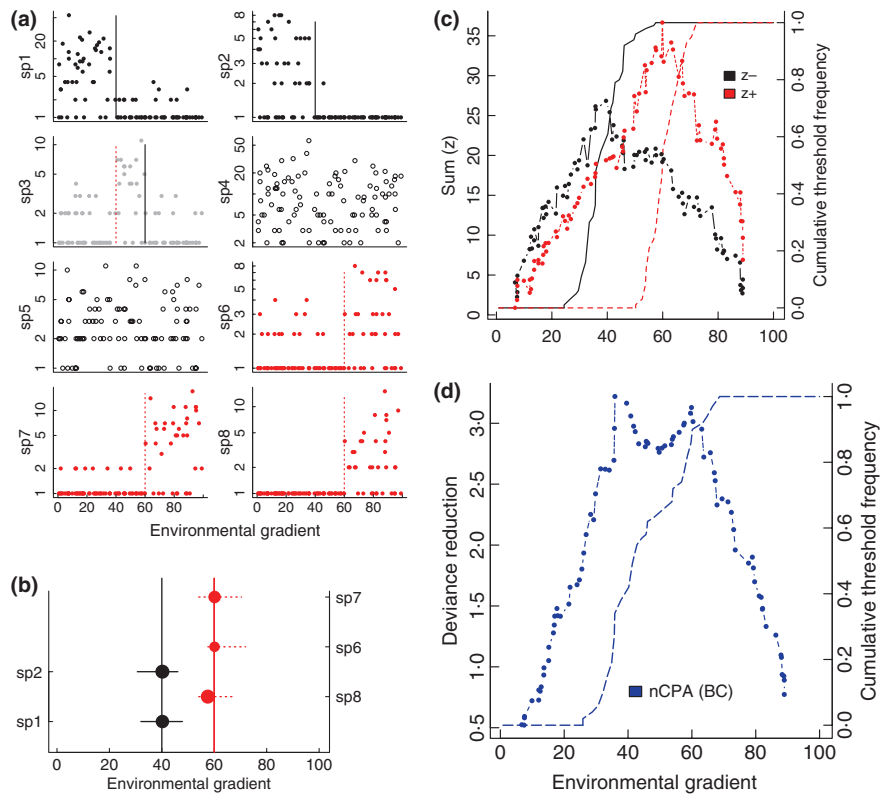 (a)
sp1
1 2 5 20
sp2
1 2 3 5 8
sp3
1 2 5 10
sp4
2 5 10 20 50
sp5
1 2 5 10
sp6
1 2 3 5 8
sp7
1 2 5 10
0 20 40 60 80
sp8
1 2 5 10
0 20 40 60 80
Environmental gradient
(b)
sp2
sp1
sp7
sp6
sp8
0 20 40 60 80 100
Environmental gradient
(c)
Sum (z)
0 5 10 15 20 25 30 35
z−
z+
0·0 0·2 0·4 0·6 0·8 1·0
Cumulative threshold frequency
0 20 40 60 80 100
(d)
Deviance reduction
0·5 1·0 1·5 2·0 2·5 3·0
nCPA (BC)
0·0 0·2 0·4 0·6 0·8 1·0
Cumulative threshold frequency
0 20 40 60 80 100
Environmental gradient